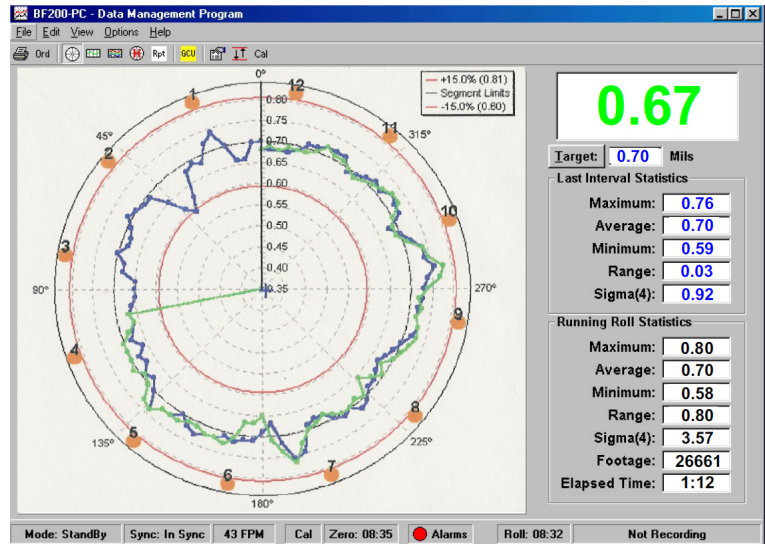 BF200-PC - Data Management Program
File Edit View Options Help
Ord Rpt GCU Cal
+15.0% (0.81)
Segment Limits
-15.0% (0.60)
0°
45°
90°
135°
180°
225°
270°
315°
0.80
0.75
0.70
0.65
0.60
0.55
0.50
0.45
0.40
0.35
1
2
3
4
5
6
7
8
9
10
11
12
0.67
Target: 0.70 Mils
Last Interval Statistics
Maximum: 0.76
Average: 0.70
Minimum: 0.59
Range: 0.03
Sigma(4): 0.92
Running Roll Statistics
Maximum: 0.80
Average: 0.70
Minimum: 0.58
Range: 0.80
Sigma(4): 3.57
Footage: 26661
Elapsed Time: 1:12
Mode: StandBy Sync: In Sync 43 FPM Cal Zero: 08:35 Alarms Roll: 08:32 Not Recording